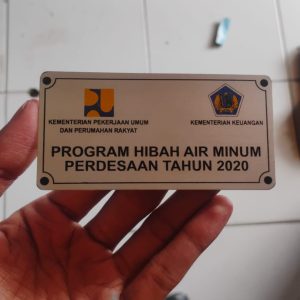 KEMENTERIAN PEKERJAAN UMUM
DAN PERUMAHAN RAKYAT
KEMENTERIAN KEUANGAN
PROGRAM HIBAH AIR MINUM
PERDESAAN TAHUN 2020